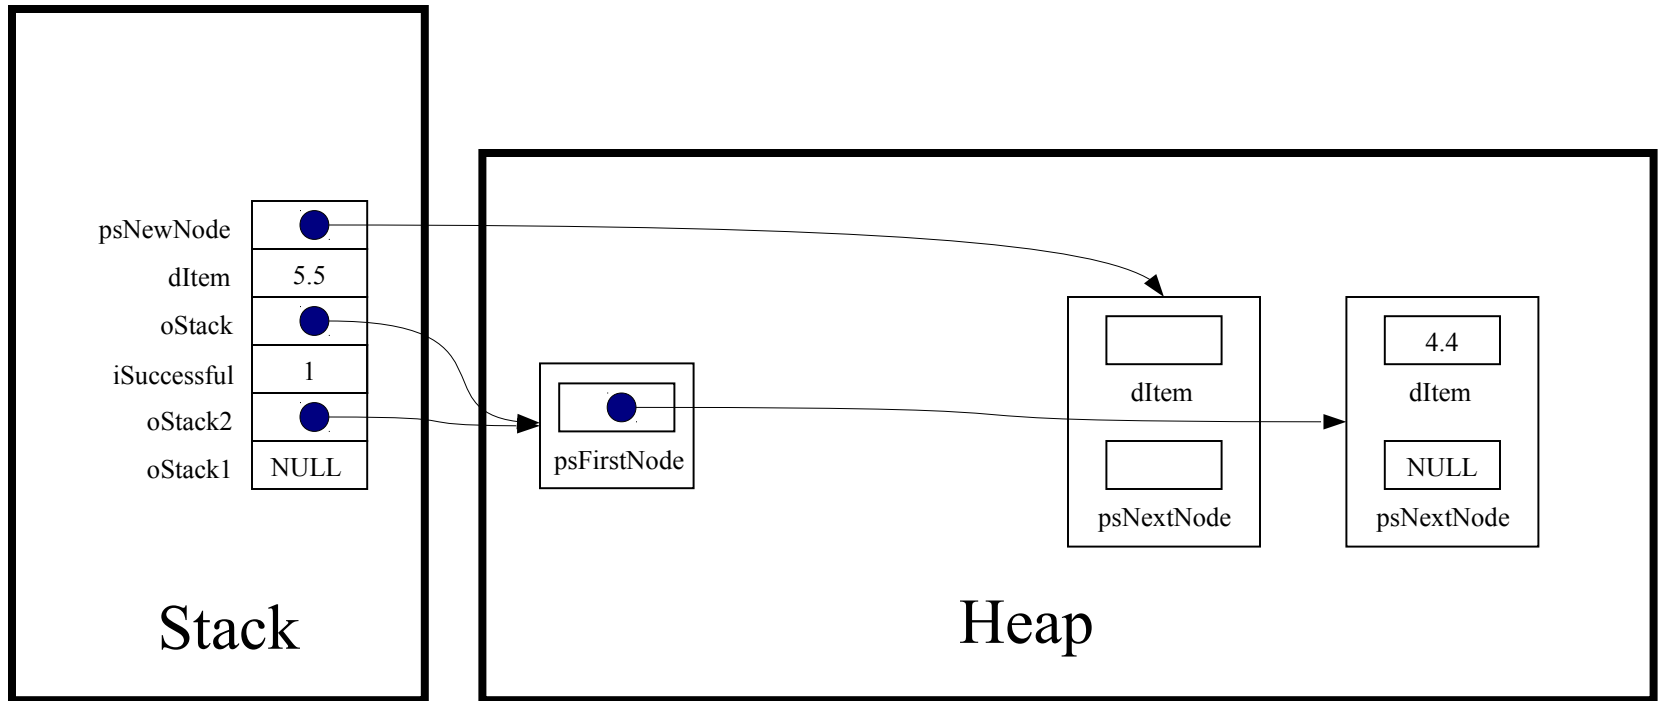 psNewNode
dItem 5.5
oStack
iSuccessful 1
oStack2
oStack1 NULL
Stack
psFirstNode
dItem
psNextNode
4.4
dItem
NULL
psNextNode
Heap